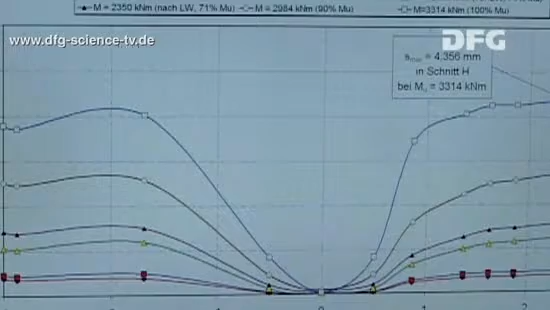 M = 2350 kNm (nach LW, 71% Mu)
M = 2984 kNm (90% Mu)
M=3314 kNm (100% Mu)
www.dfg-science-tv.de
DFG
= 4,356 mm
in Schnitt H
= 3314 kNm
bei M
0
1
2